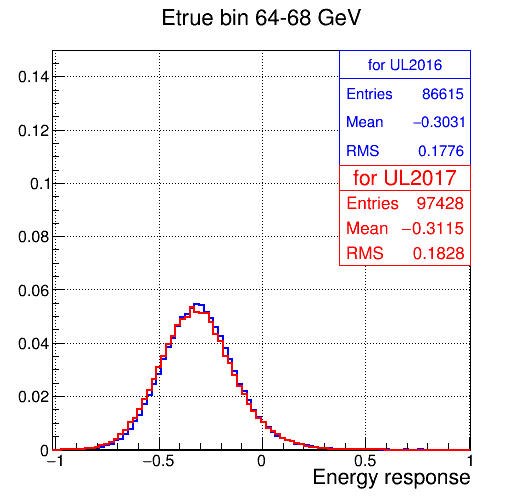 Etrue bin 64-68 GeV
for UL2016
Entries 86615
Mean −0.3031
RMS 0.1776
for UL2017
Entries 97428
Mean −0.3115
RMS 0.1828
0.14
0.12
0.1
0.08
0.06
0.04
0.02
0
−1 −0.5 0 0.5 1
Energy response